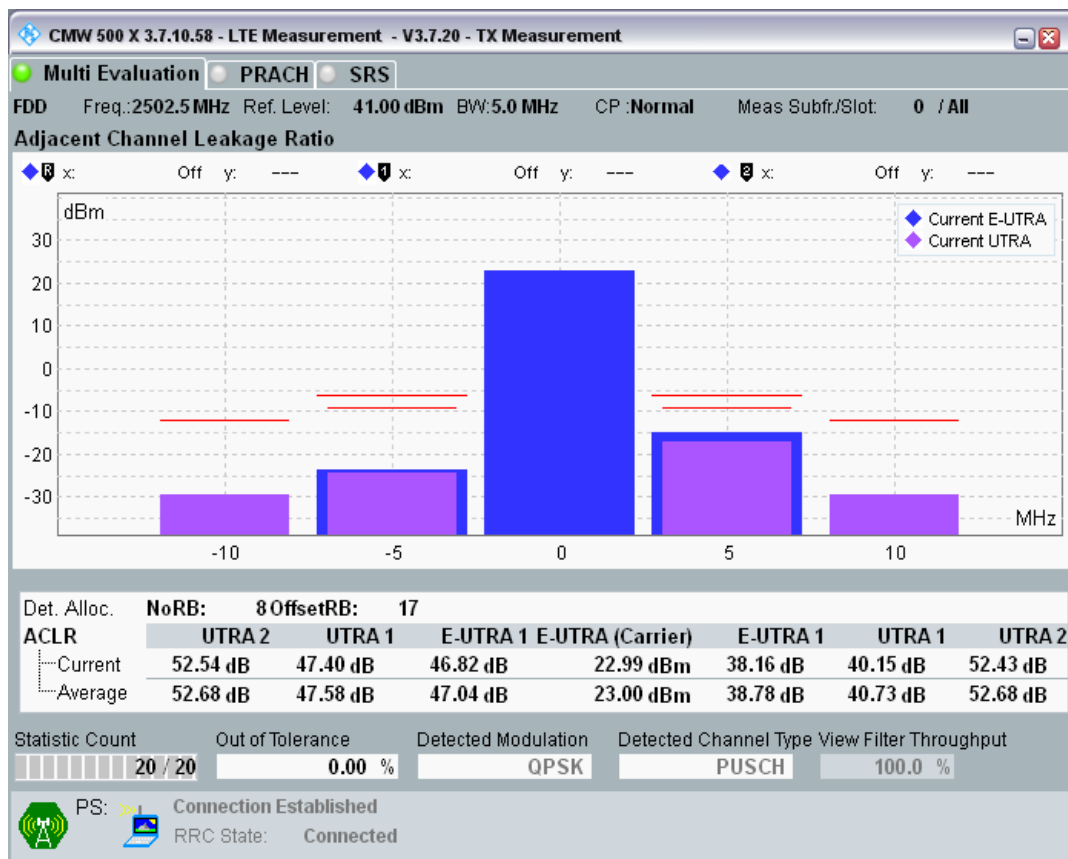 CMW 500 X 3.7.10.58 - LTE Measurement - V3.7.20 - TX Measurement
Multi Evaluation PRACH SRS
FDD Freq.:2502.5 MHz Ref. Level: 41.00 dBm BW:5.0 MHz CP :Normal Meas Subfr./Slot: 0 / All
Adjacent Channel Leakage Ratio
R x: Off y: --- 1 x: Off y: --- 2 x: Off y: ---
dBm
Current E-UTRA
Current UTRA
30
20
10
0
-10
-20
-30
MHz
-10 -5 0 5 10
Det. Alloc. NoRB: 8 OffsetRB: 17
ACLR UTRA 2 UTRA 1 E-UTRA 1 E-UTRA (Carrier) E-UTRA 1 UTRA 1 UTRA 2
Current 52.54 dB 47.40 dB 46.82 dB 22.99 dBm 38.16 dB 40.15 dB 52.43 dB
Average 52.68 dB 47.58 dB 47.04 dB 23.00 dBm 38.78 dB 40.73 dB 52.68 dB
Statistic Count Out of Tolerance Detected Modulation Detected Channel Type View Filter Throughput
20 / 20 0.00 % QPSK PUSCH 100.0 %
PS: Connection Established
RRC State: Connected